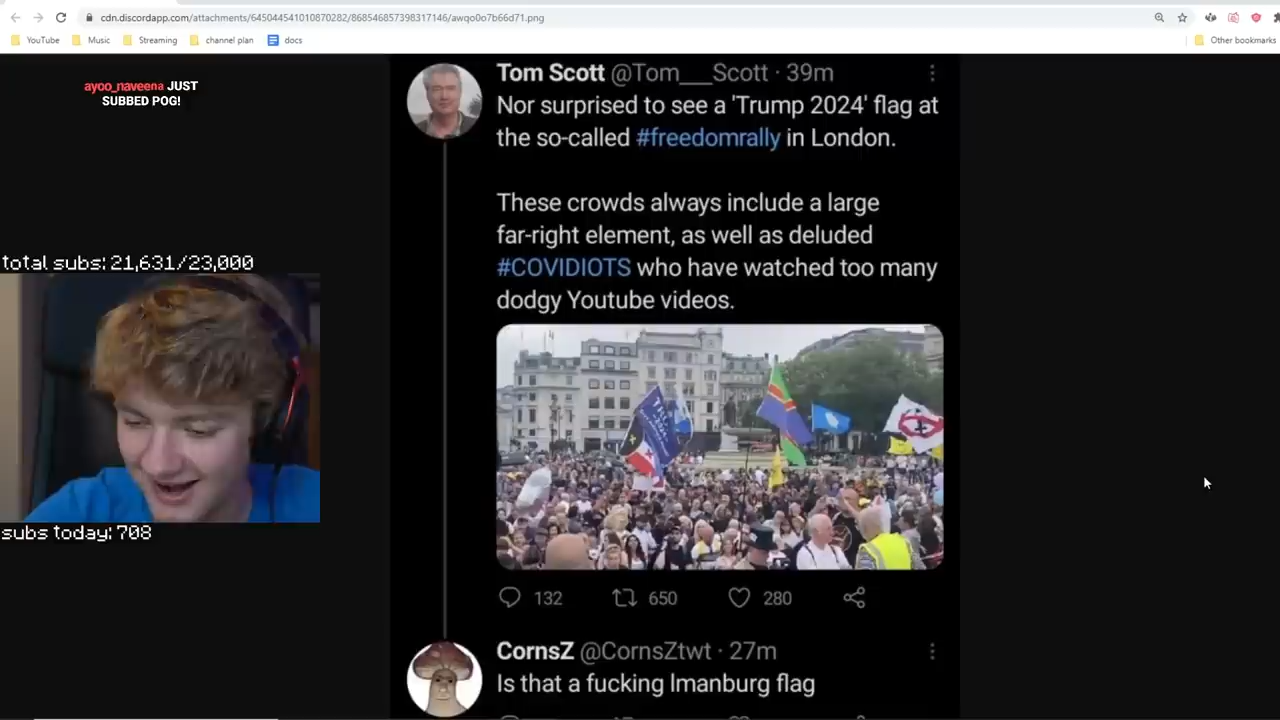 cdn.discordapp.com/attachments/645044541010870282/868546857398317146/awqo0o7b66d71.png
YouTube Music Streaming channel plan docs Other bookmarks
ayoo_naveena JUST
SUBBED POG!
total subs: 21,631/23,000
subs today: 708
Tom Scott @Tom___Scott · 39m
Nor surprised to see a 'Trump 2024' flag at
the so-called #freedomrally in London.
These crowds always include a large
far-right element, as well as deluded
#COVIDIOTS who have watched too many
dodgy Youtube videos.
132 650 280
CornsZ @CornsZtwt · 27m
Is that a fucking lmanburg flag